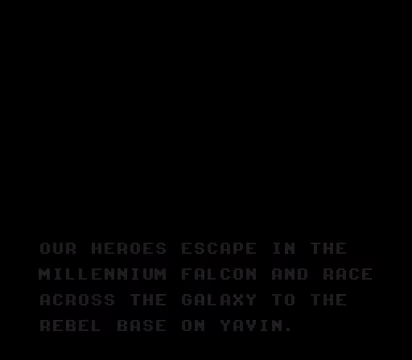 OUR HEROES ESCAPE IN THE
MILLENNIUM FALCON AND RACE
ACROSS THE GALAXY TO THE
REBEL BASE ON YAVIN.